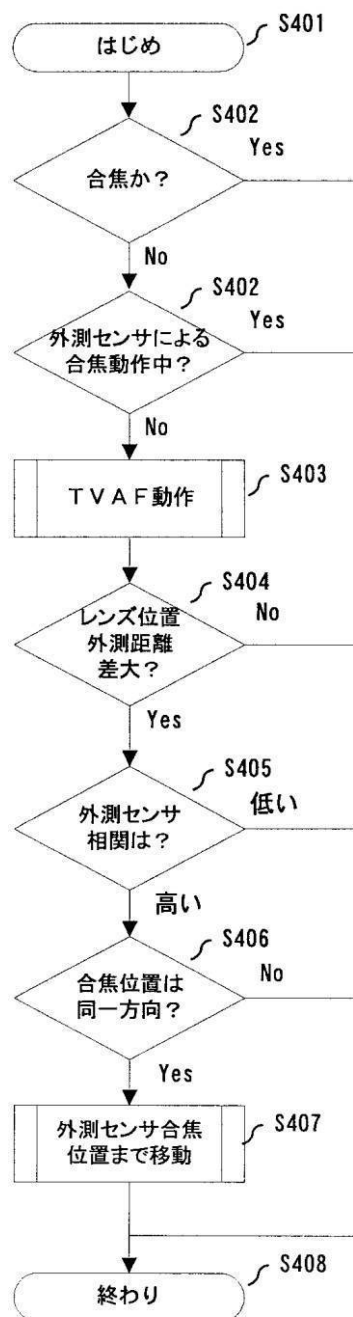 S401
はじめ
S402
合焦か？
Yes
No
S402
外測センサによる
合焦動作中？
Yes
No
S403
ＴＶＡＦ動作
S404
レンズ位置
外測距離
差大？
No
Yes
S405
外測センサ
相関は？
低い
高い
S406
合焦位置は
同一方向？
No
Yes
S407
外測センサ合焦
位置まで移動
S408
終わり